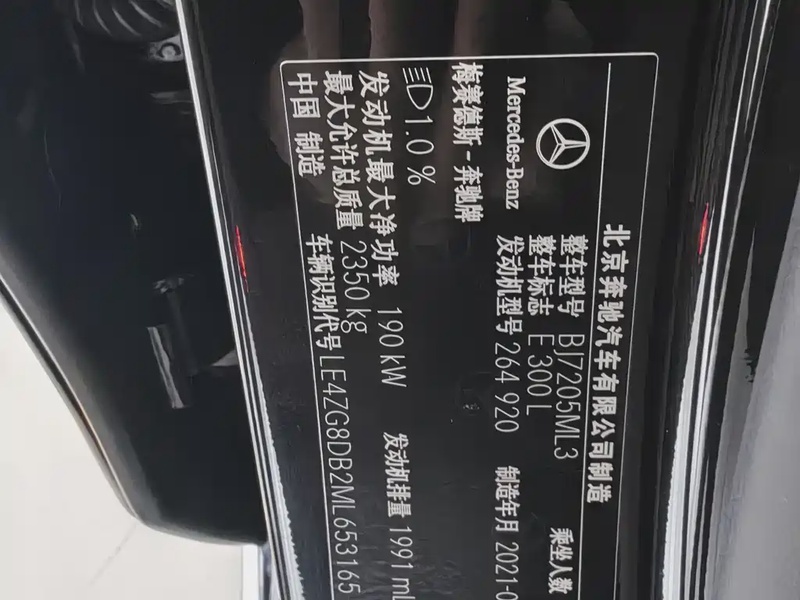 北京奔驰汽车有限公司制造
Mercedes-Benz
梅赛德斯-奔驰牌
整车型号 BJ7205ML3 乘坐人数
整车标志 E 300 L
发动机型号 264 920 制造年月 2021-0
1.0 %
发动机最大净功率 190 kW 发动机排量 1991 mL
最大允许总质量 2350 kg
中国 制造 车辆识别代号 LE4ZG8DB2ML653165